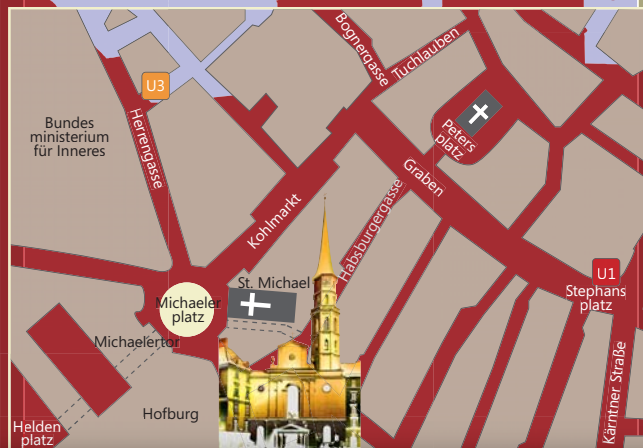 Bognergasse
Tuchlauben
U3
Bundes
ministerium
für Inneres
Herrengasse
Peters
platz
Graben
Kohlmarkt
Habsburgergasse
U1
Stephans
platz
St. Michael
Michaeler
platz
Michaelertor
Kärntner Straße
Hofburg
Helden
platz